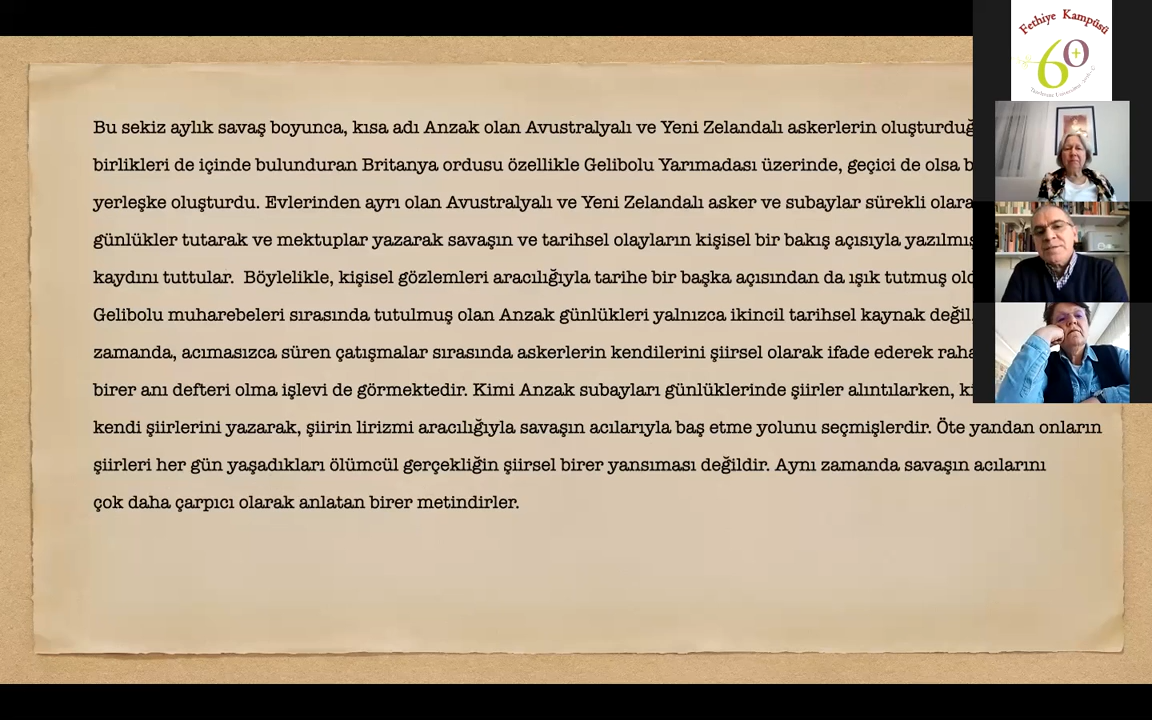 Fethiye Kampüsü
60+
Bu sekiz aylık savaş boyunca, kısa adı Anzak olan Avustralyalı ve Yeni Zelandalı askerlerin
birlikleri de içinde bulunduran Britanya ordusu özellikle Gelibolu Yarımadası üzerinde, geçici de olsa
yerleşke oluşturdu. Evlerinden ayrı olan Avustralyalı ve Yeni Zelandalı asker ve subaylar sürekli
günlükler tutarak ve mektuplar yazarak savaşın ve tarihsel olayların kişisel bir bakış açısıyla
kaydını tuttular. Böylelikle, kişisel gözlemleri aracılığıyla tarihe bir başka açısından da ışık tutmuş
Gelibolu muharebeleri sırasında tutulmuş olan Anzak günlükleri yalnızca ikincil tarihsel kaynak
zamanda, acımasızca süren çatışmalar sırasında askerlerin kendilerini şiirsel olarak ifade ederek
birer anı defteri olma işlevi de görmektedir. Kimi Anzak subayları günlüklerinde şiirler alıntılarken,
kendi şiirlerini yazarak, şiirin lirizmi aracılığıyla savaşın acılarıyla baş etme yolunu seçmişlerdir. Öte yandan onların
şiirleri her gün yaşadıkları ölümcül gerçekliğin şiirsel birer yansıması değildir. Aynı zamanda savaşın acılarını
çok daha çarpıcı olarak anlatan birer metindirler.